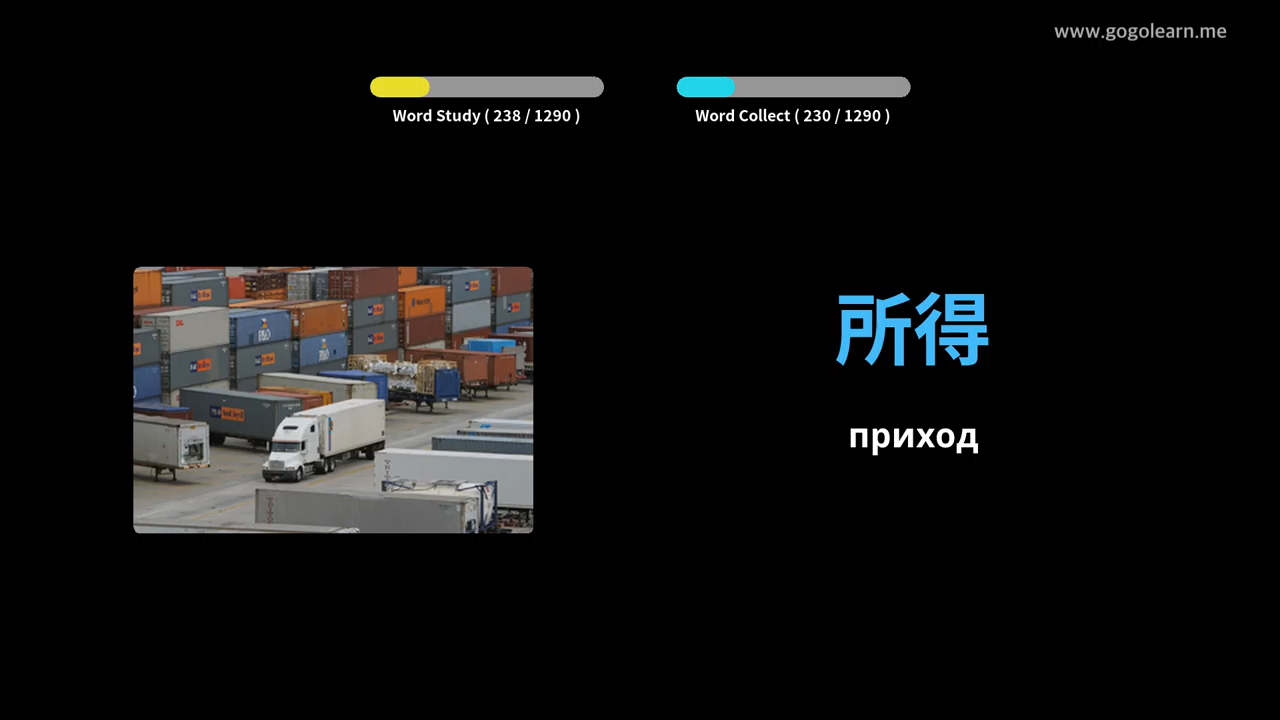 www.gogolearn.me
Word Study ( 238 / 1290 )
Word Collect ( 230 / 1290 )
所得
приход